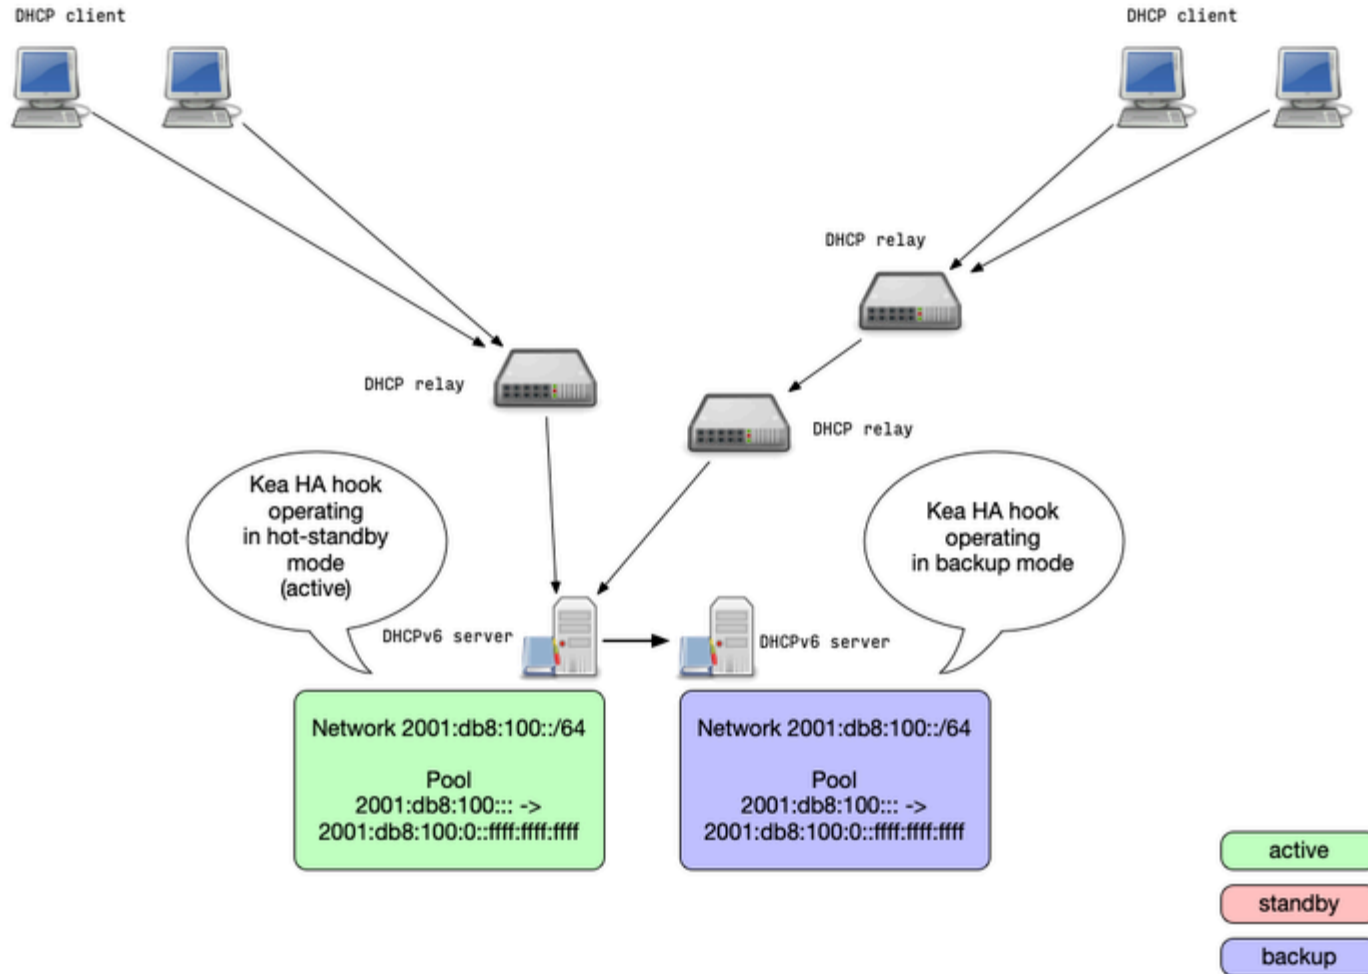 DHCP client
DHCP client
DHCP relay
DHCP relay
DHCP relay
Kea HA hook
operating
in hot-standby
mode
(active)
Kea HA hook
operating
in backup mode
DHCPv6 server
DHCPv6 server
Network 2001:db8:100::/64
Pool
2001:db8:100::: ->
2001:db8:100:0::ffff:ffff:ffff
Network 2001:db8:100::/64
Pool
2001:db8:100::: ->
2001:db8:100:0::ffff:ffff:ffff
active
standby
backup